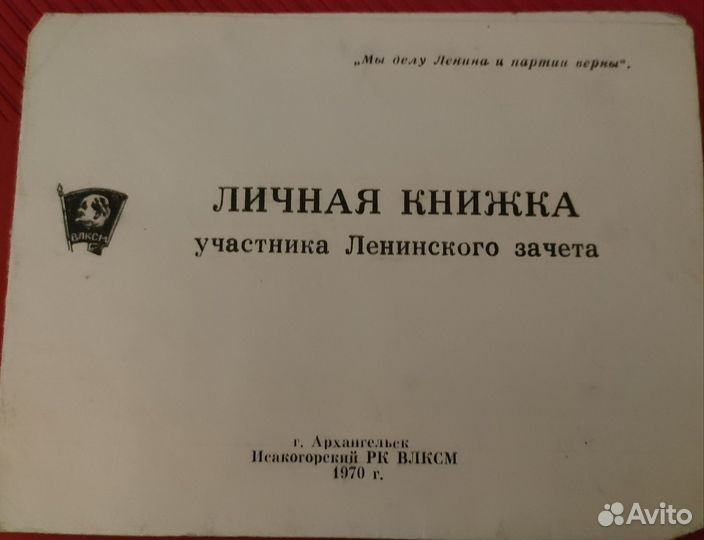 „Мы делу Ленина и партии верны".
ЛИЧНАЯ КНИЖКА
участника Ленинского зачета
ВЛКСМ
г. Архангельск
Исакогорский РК ВЛКСМ
1970 г.
Avito